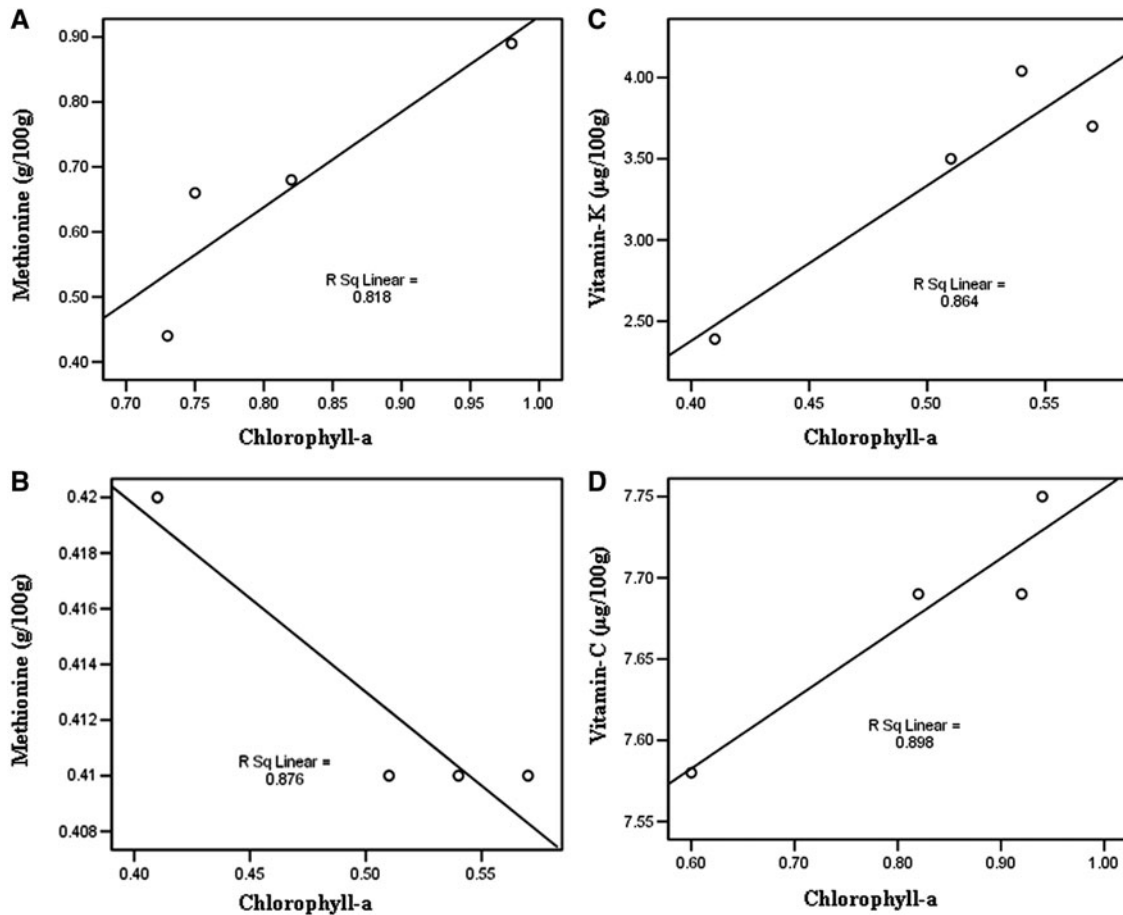 A
Methionine (g/100g)
0.90
0.80
0.70
0.60
0.50
0.40
R Sq Linear =
0.818
0.70 0.75 0.80 0.85 0.90 0.95 1.00
Chlorophyll-a
C
Vitamin-K (µg/100g)
4.00
3.50
3.00
2.50
R Sq Linear =
0.864
0.40 0.45 0.50 0.55
Chlorophyll-a
B
Methionine (g/100g)
0.42
0.418
0.416
0.414
0.412
0.41
0.408
R Sq Linear =
0.876
0.40 0.45 0.50 0.55
Chlorophyll-a
D
Vitamin-C (µg/100g)
7.75
7.70
7.65
7.60
7.55
R Sq Linear =
0.898
0.60 0.70 0.80 0.90 1.00
Chlorophyll-a